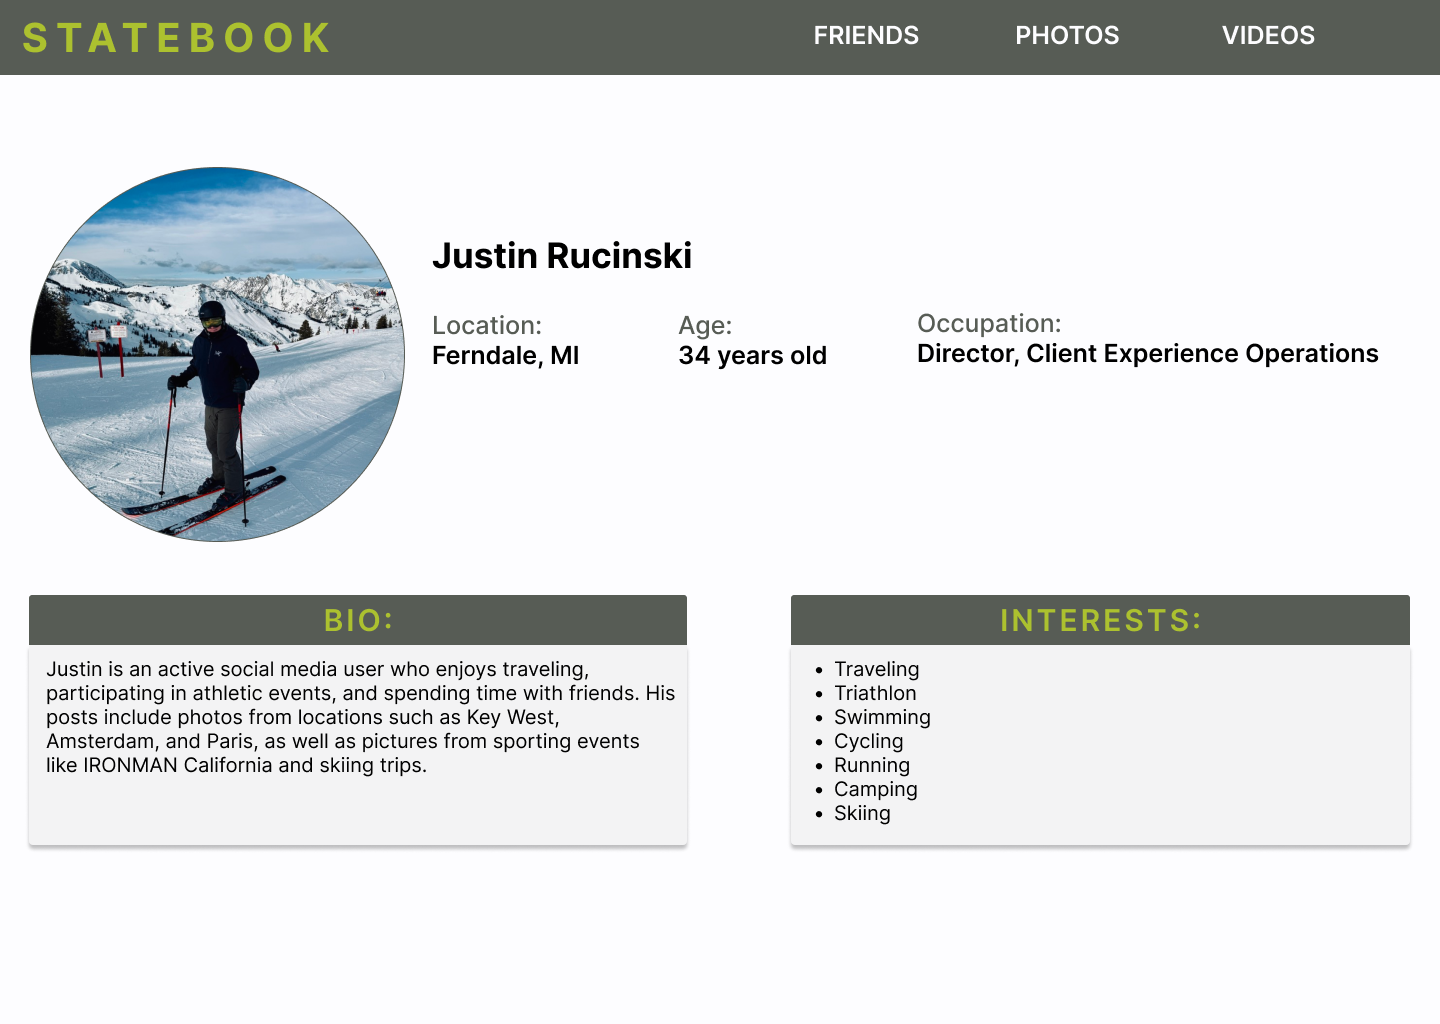 STATEBOOK
FRIENDS
PHOTOS
VIDEOS
Justin Rucinski
Location:
Ferndale, MI
Age:
34 years old
Occupation:
Director, Client Experience Operations
BIO:
Justin is an active social media user who enjoys traveling,
participating in athletic events, and spending time with friends. His
posts include photos from locations such as Key West,
Amsterdam, and Paris, as well as pictures from sporting events
like IRONMAN California and skiing trips.
INTERESTS:
• Traveling
• Triathlon
• Swimming
• Cycling
• Running
• Camping
• Skiing